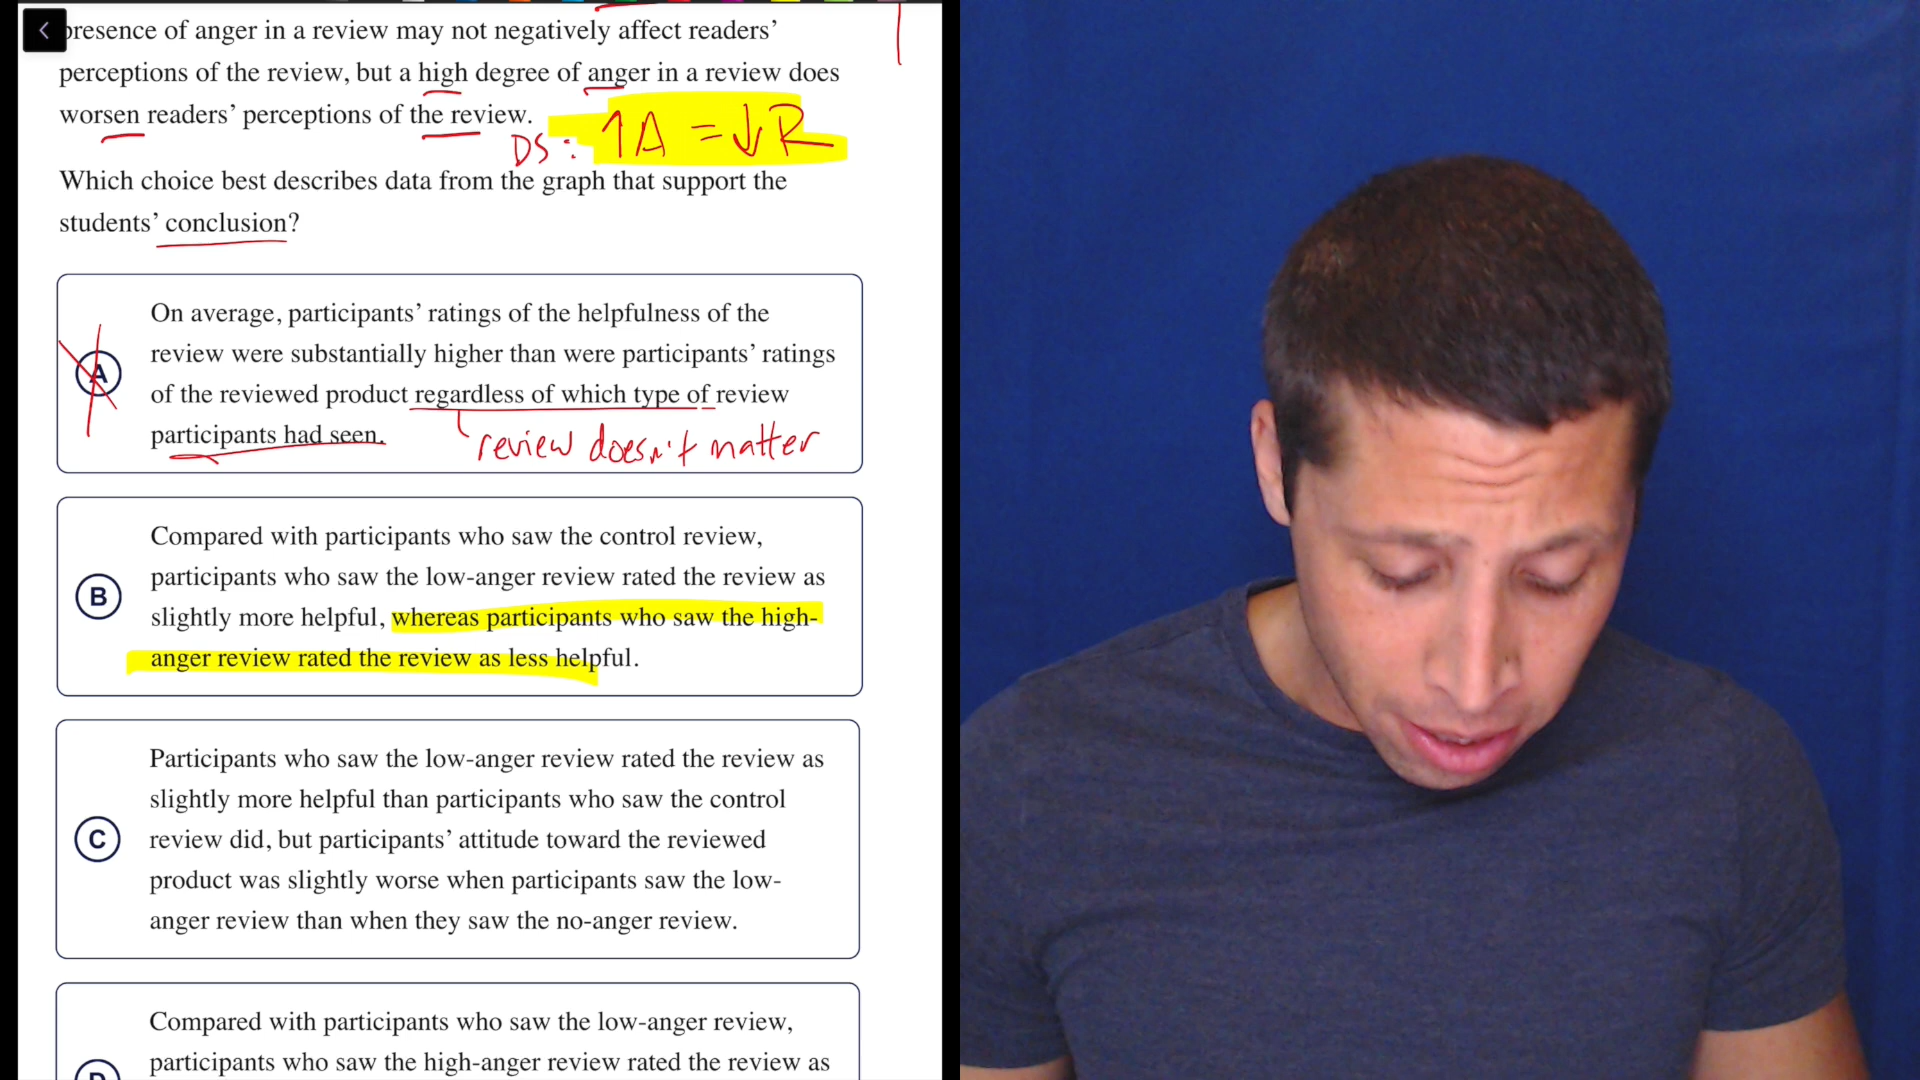 presence of anger in a review may not negatively affect readers’
perceptions of the review, but a high degree of anger in a review does
worsen readers’ perceptions of the review.
DS: ↑A = ↓R
Which choice best describes data from the graph that support the
students’ conclusion?
A
On average, participants’ ratings of the helpfulness of the
review were substantially higher than were participants’ ratings
of the reviewed product regardless of which type of review
participants had seen.
review doesn't matter
B
Compared with participants who saw the control review,
participants who saw the low-anger review rated the review as
slightly more helpful, whereas participants who saw the high-
anger review rated the review as less helpful.
C
Participants who saw the low-anger review rated the review as
slightly more helpful than participants who saw the control
review did, but participants’ attitude toward the reviewed
product was slightly worse when participants saw the low-
anger review than when they saw the no-anger review.
D
Compared with participants who saw the low-anger review,
participants who saw the high-anger review rated the review as